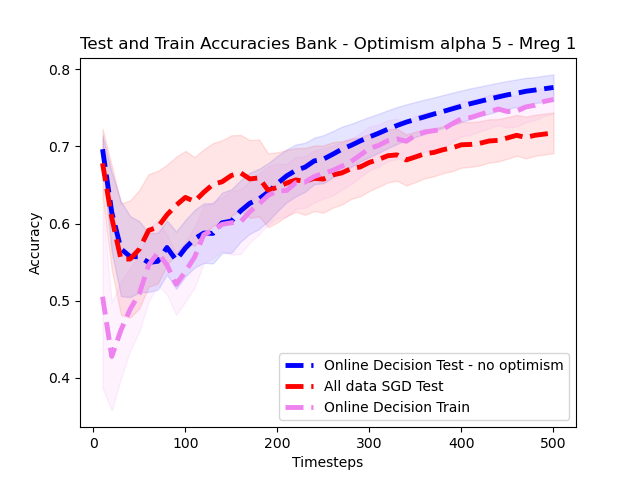 Test and Train Accuracies Bank - Optimism alpha 5 - Mreg 1
0.8
0.7
0.6
0.5
0.4
Accuracy
Online Decision Test - no optimism
All data SGD Test
Online Decision Train
0 100 200 300 400 500
Timesteps